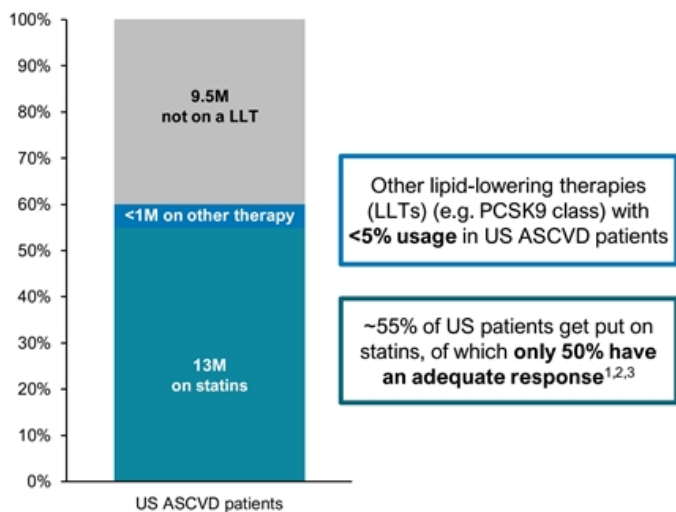 100%
90%
80%
70%
60%
50%
40%
30%
20%
10%
0%
9.5M
not on a LLT
<1M on other therapy
13M
on statins
US ASCVD patients
Other lipid-lowering therapies
(LLTs) (e.g. PCSK9 class) with
<5% usage in US ASCVD patients
~55% of US patients get put on
statins, of which only 50% have
an adequate response1,2,3